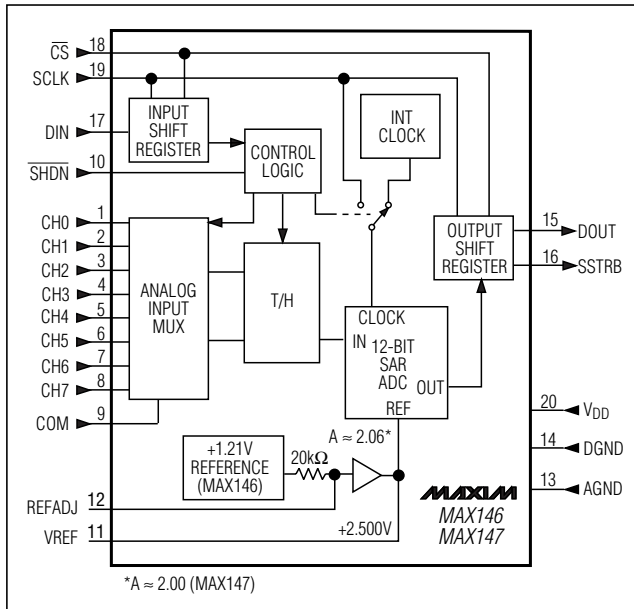 CS 18
SCLK 19
DIN 17
SHDN 10
CH0 1
CH1 2
CH2 3
CH3 4
CH4 5
CH5 6
CH6 7
CH7 8
COM 9
REFADJ 12
VREF 11
INPUT
SHIFT
REGISTER
CONTROL
LOGIC
INT
CLOCK
OUTPUT
SHIFT
REGISTER
15 DOUT
16 SSTRB
ANALOG
INPUT
MUX
T/H
CLOCK
IN 12-BIT
SAR
ADC OUT
REF
A ≈ 2.06*
+1.21V
REFERENCE
(MAX146)
20kΩ
+2.500V
20 VDD
14 DGND
13 AGND
MAXIM
MAX146
MAX147
*A ≈ 2.00 (MAX147)